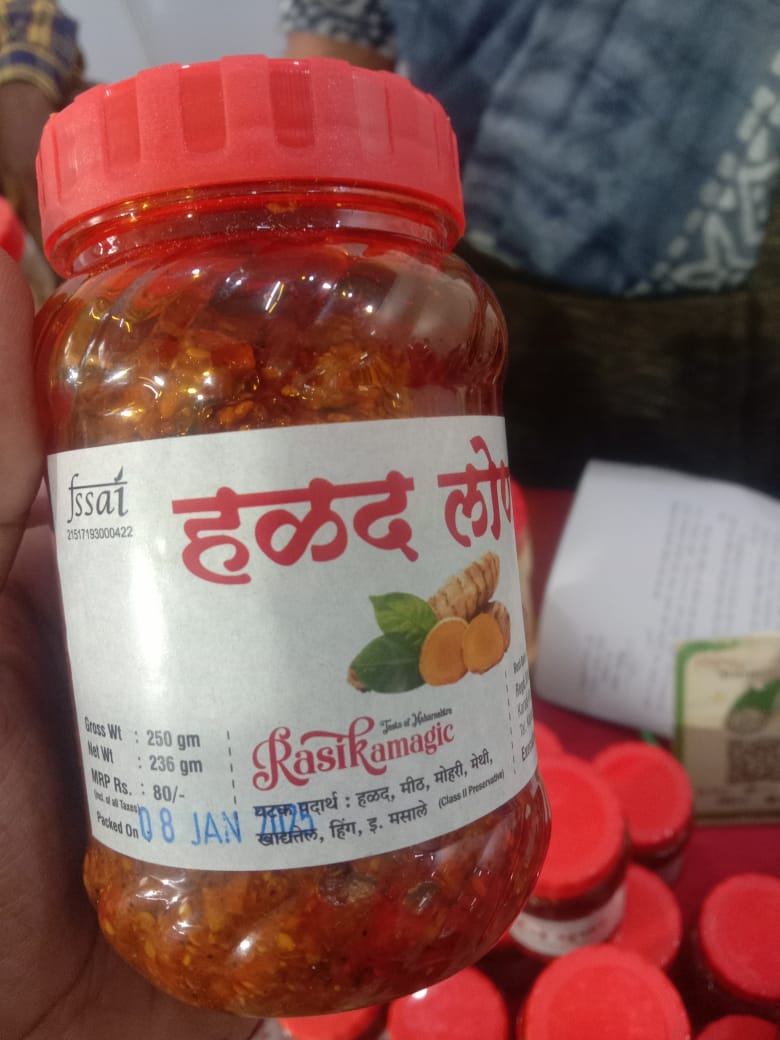 fssai
21517193000422
हळद लोण
Gross Wt : 250 gm
Net Wt : 236 gm
MRP Rs. : 80/-
(incl. of all Taxes)
Packed On 08 JAN 2025
Taste of Maharashtra
Rasikamagic
घटक पदार्थ : हळद, मीठ, मोहरी, मेथी,
खाद्यतेल, हिंग, इ. मसाले (Class II Preservative)